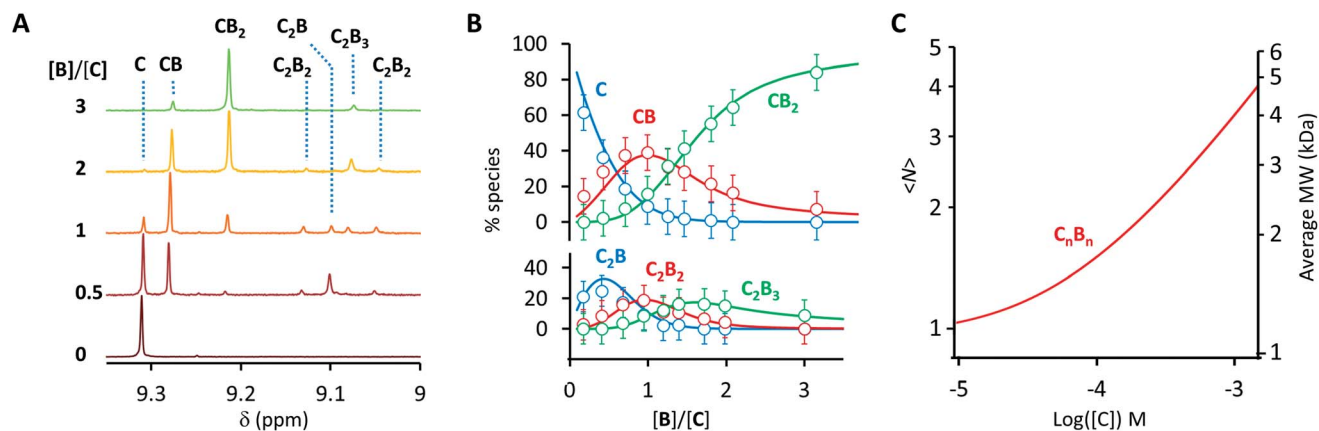 A
[B]/[C]
C
CB
CB₂
C₂B
C₂B₃
C₂B₂
C₂B₂
3
2
1
0.5
0
9.3
9.2
9.1
9
δ (ppm)
B
% species
100
80
60
40
20
0
C
CB
CB₂
40
20
0
C₂B
C₂B₂
C₂B₃
0
1
2
3
[B]/[C]
C
<N>
5
4
3
2
1
CₙBₙ
6
5
4
3
2
1
Average MW (kDa)
-5
-4
-3
Log([C]) M